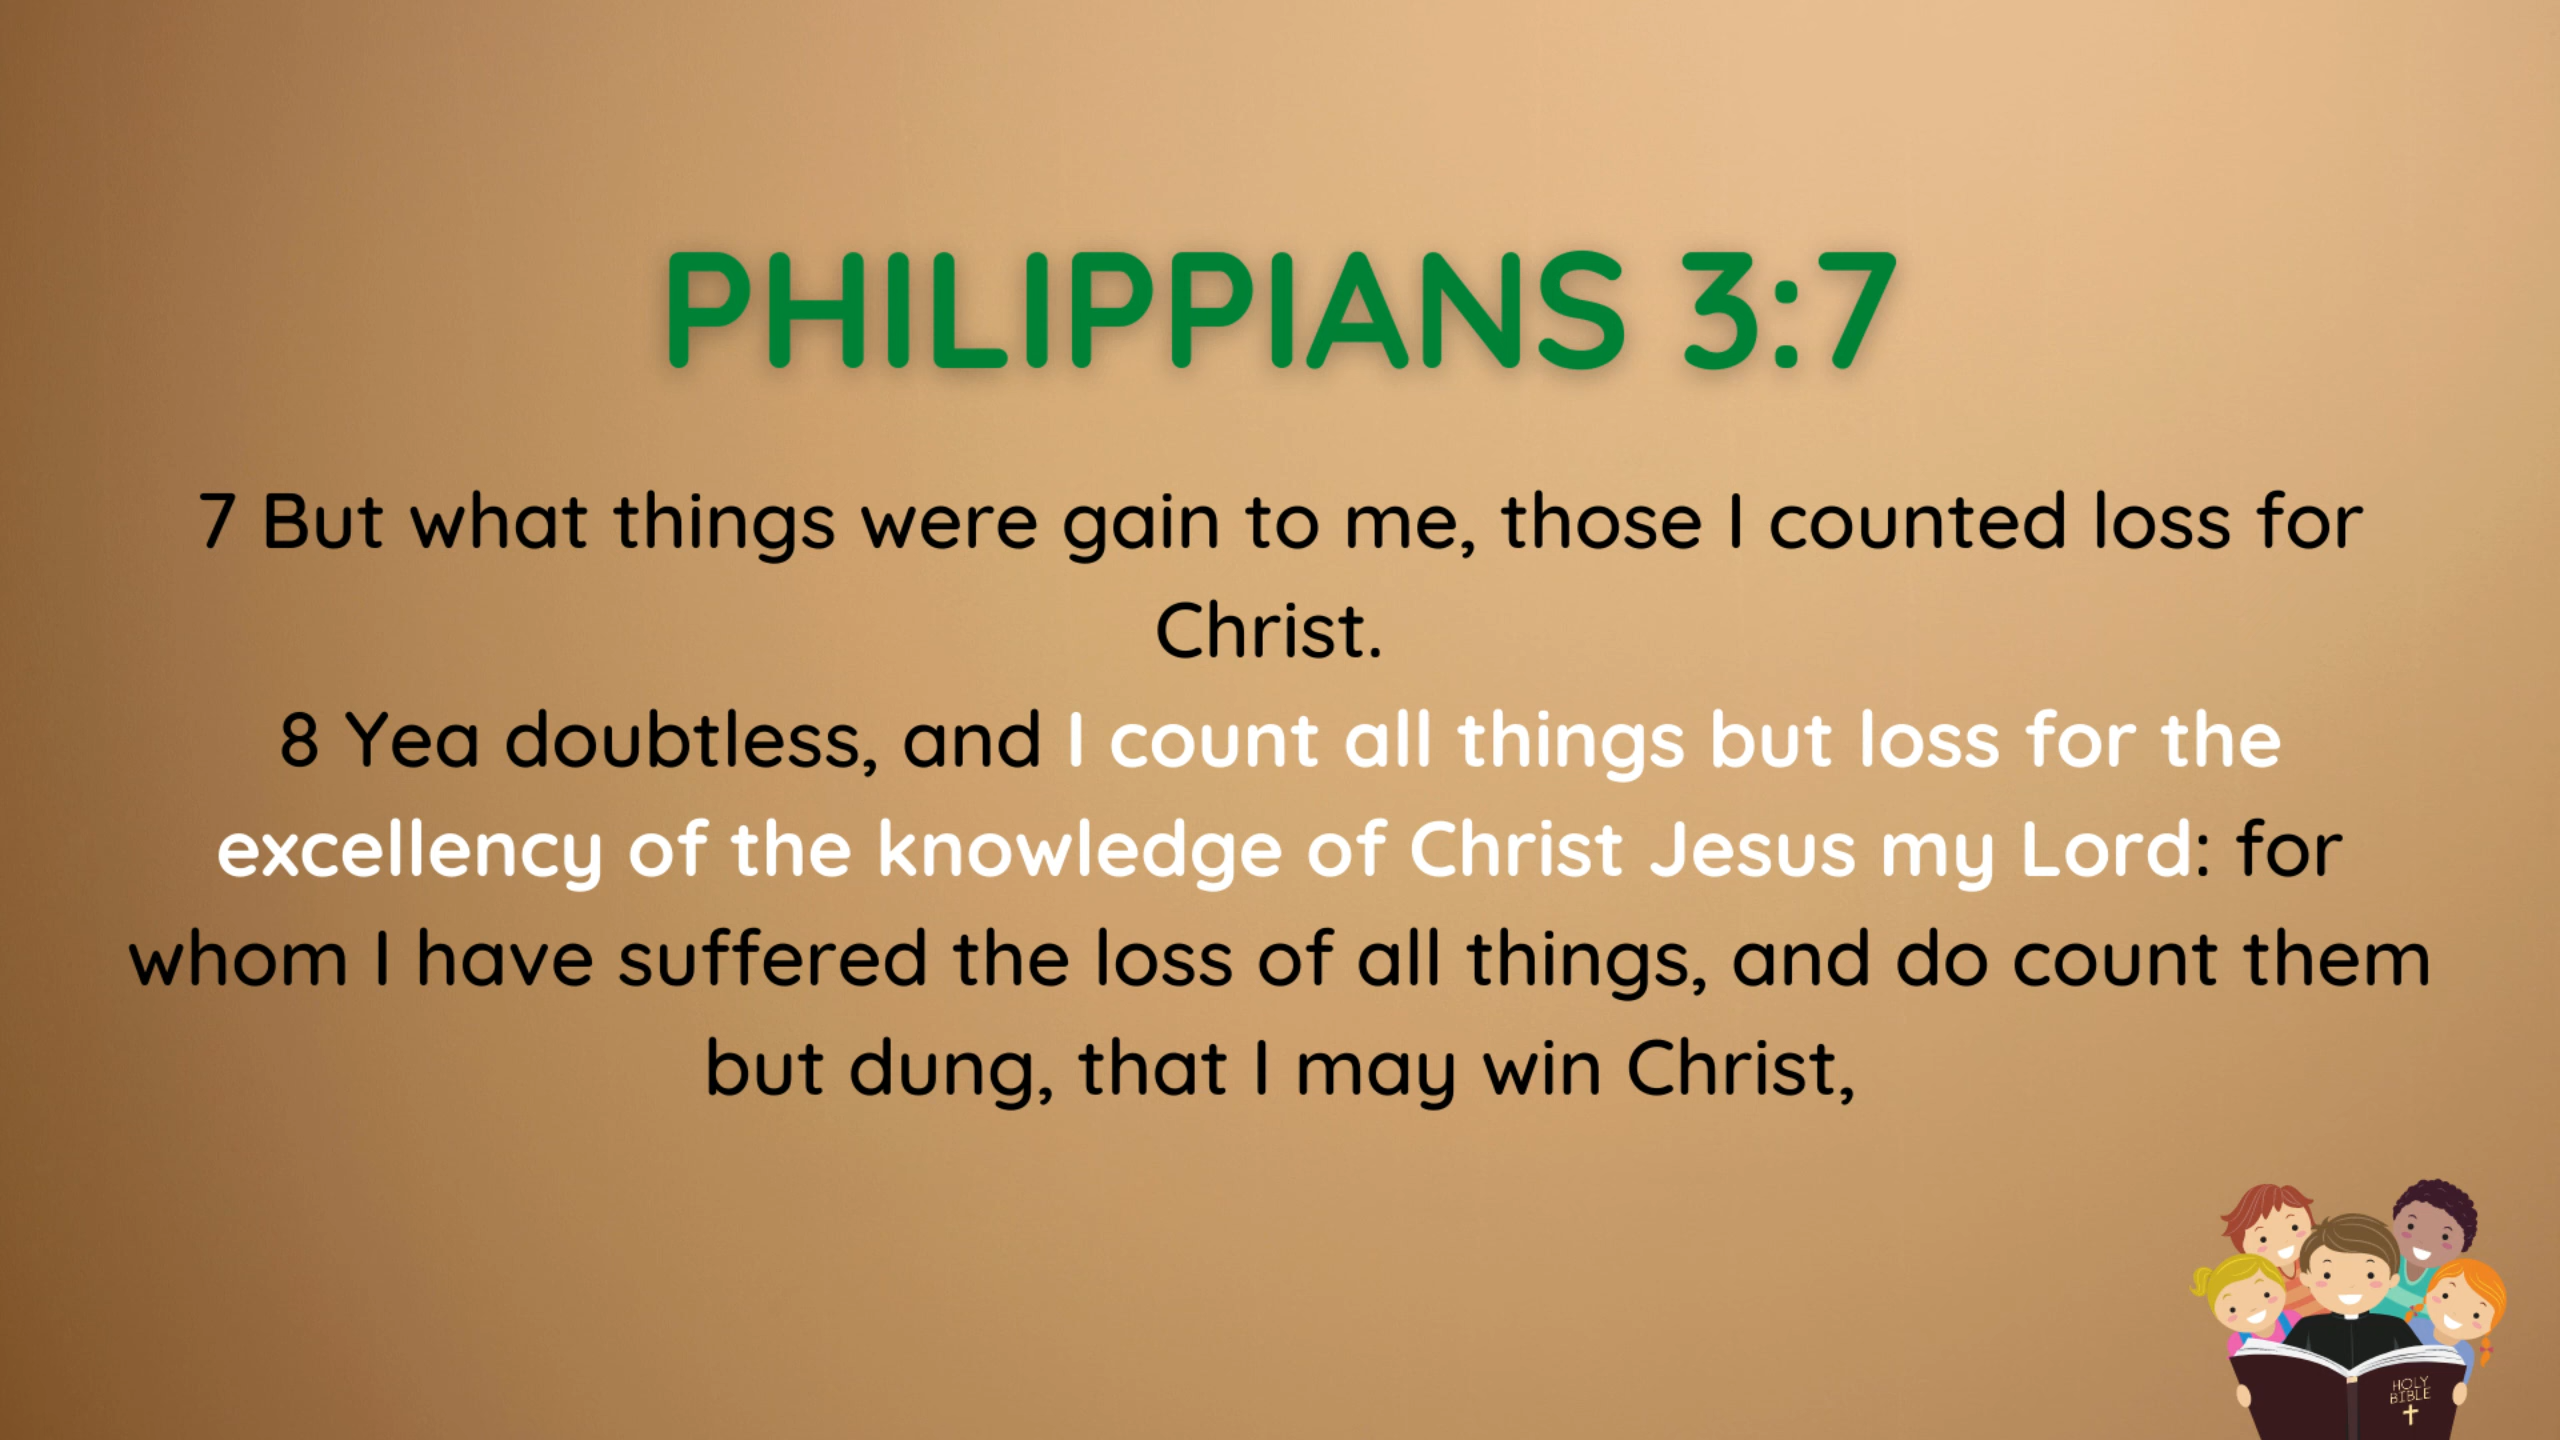 PHILIPPIANS 3:7
7 But what things were gain to me, those I counted loss for
Christ.
8 Yea doubtless, and I count all things but loss for the
excellency of the knowledge of Christ Jesus my Lord: for
whom I have suffered the loss of all things, and do count them
but dung, that I may win Christ,
HOLY
BIBLE